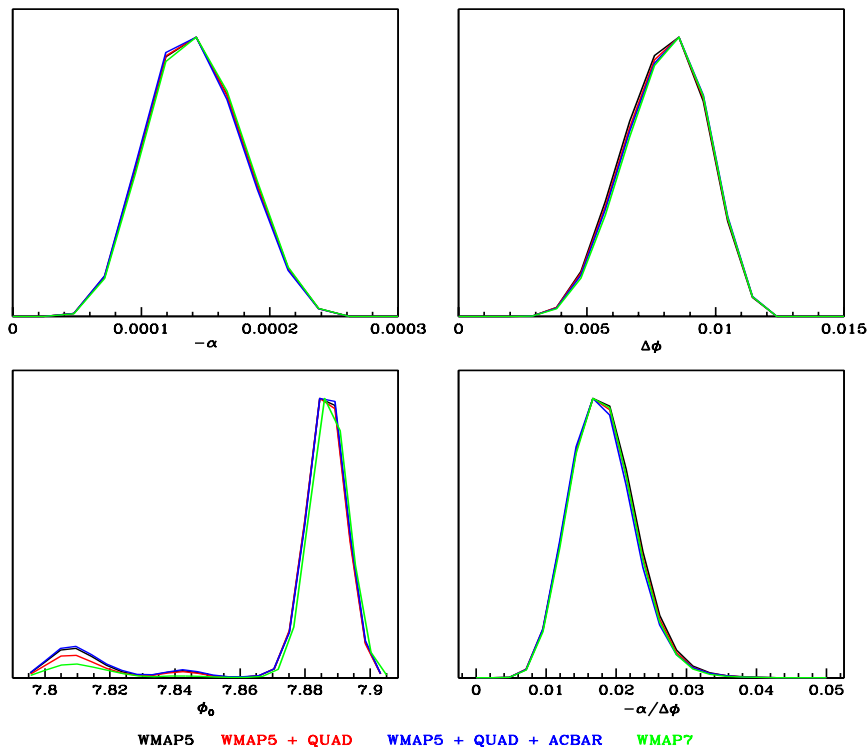 0 0.0001 0.0002 0.0003
−α
0 0.005 0.01 0.015
Δϕ
7.8 7.82 7.84 7.86 7.88 7.9
ϕ₀
0 0.01 0.02 0.03 0.04 0.05
−α/Δϕ
WMAP5 WMAP5 + QUAD WMAP5 + QUAD + ACBAR WMAP7